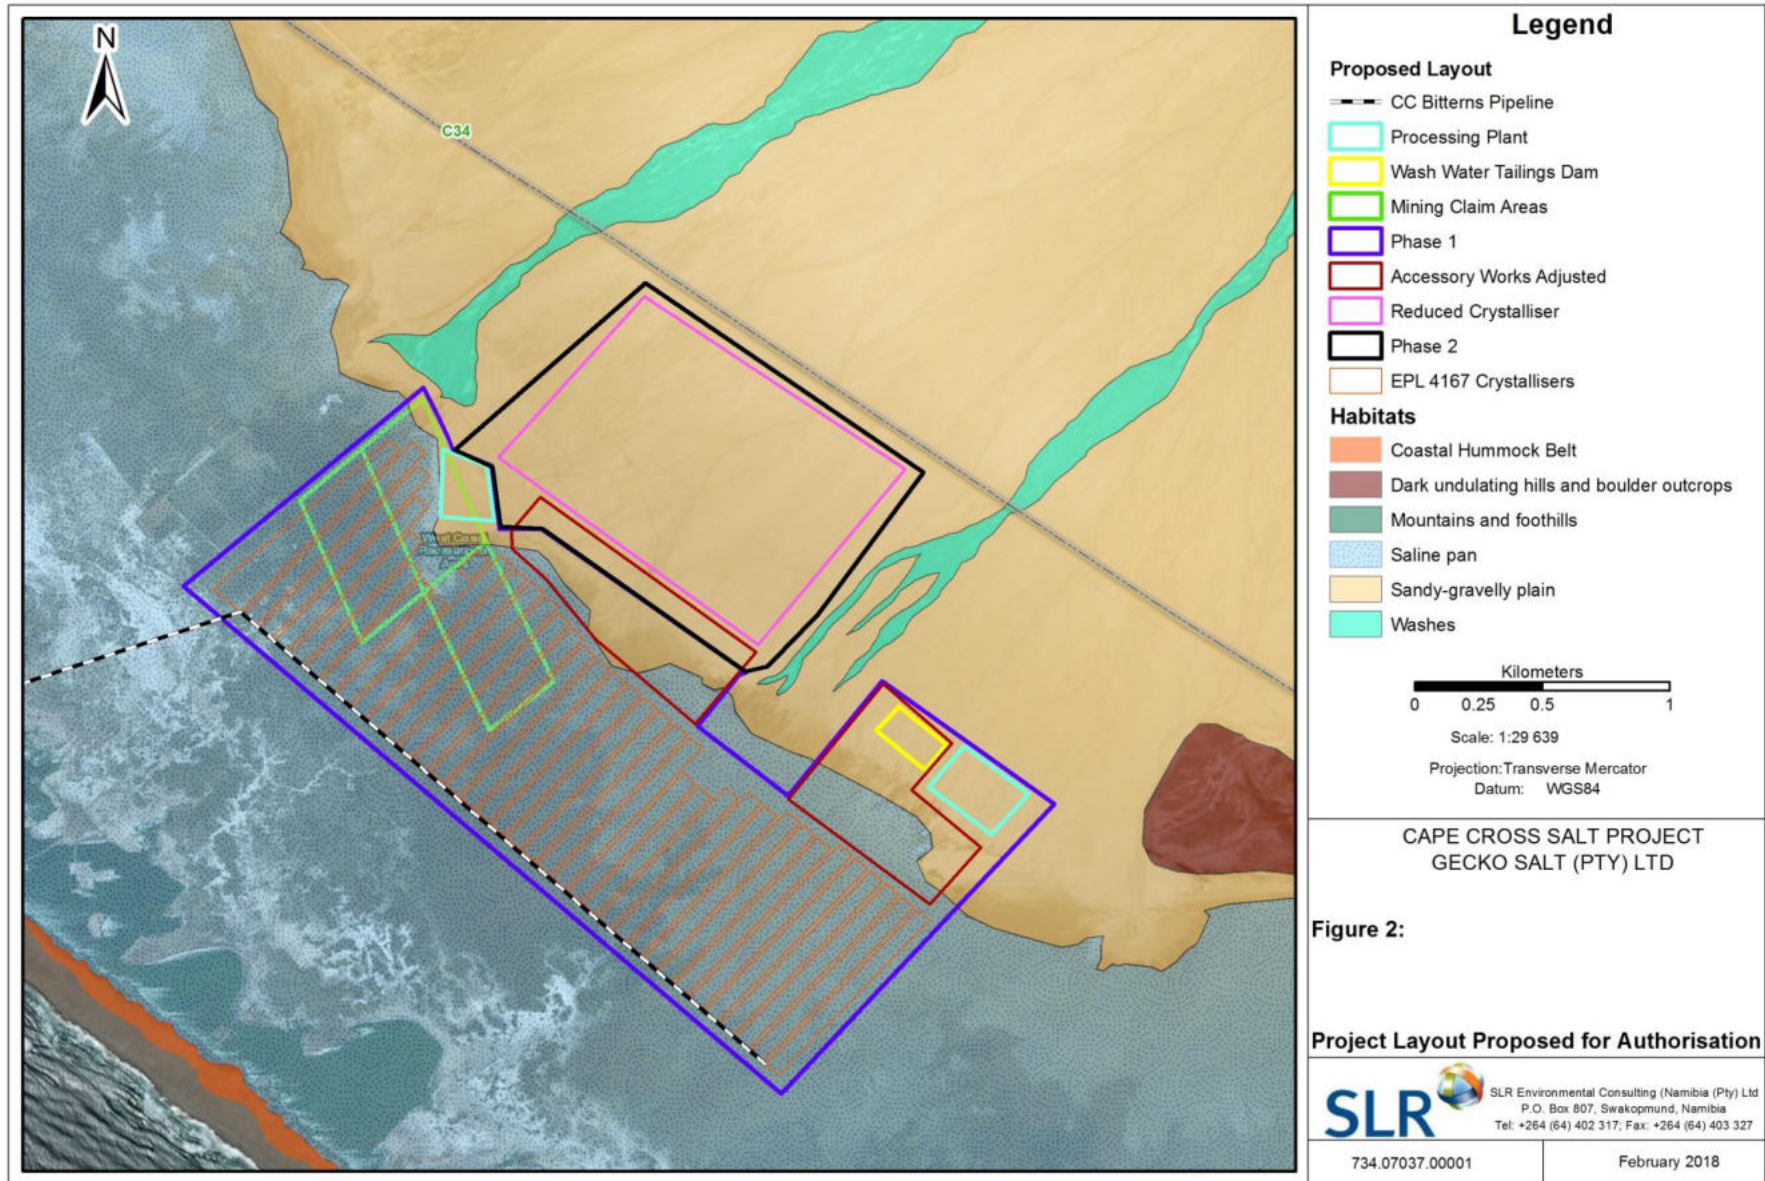 N
C34
West Coast
Recreational
Area
Legend
Proposed Layout
CC Bitterns Pipeline
Processing Plant
Wash Water Tailings Dam
Mining Claim Areas
Phase 1
Accessory Works Adjusted
Reduced Crystalliser
Phase 2
EPL 4167 Crystallisers
Habitats
Coastal Hummock Belt
Dark undulating hills and boulder outcrops
Mountains and foothills
Saline pan
Sandy-gravelly plain
Washes
Kilometers
0 0.25 0.5 1
Scale: 1:29 639
Projection:Transverse Mercator
Datum: WGS84
CAPE CROSS SALT PROJECT
GECKO SALT (PTY) LTD
Figure 2:
Project Layout Proposed for Authorisation
SLR
SLR Environmental Consulting (Namibia (Pty) Ltd
P.O. Box 807, Swakopmund, Namibia
Tel: +264 (64) 402 317; Fax: +264 (64) 403 327
734.07037.00001
February 2018